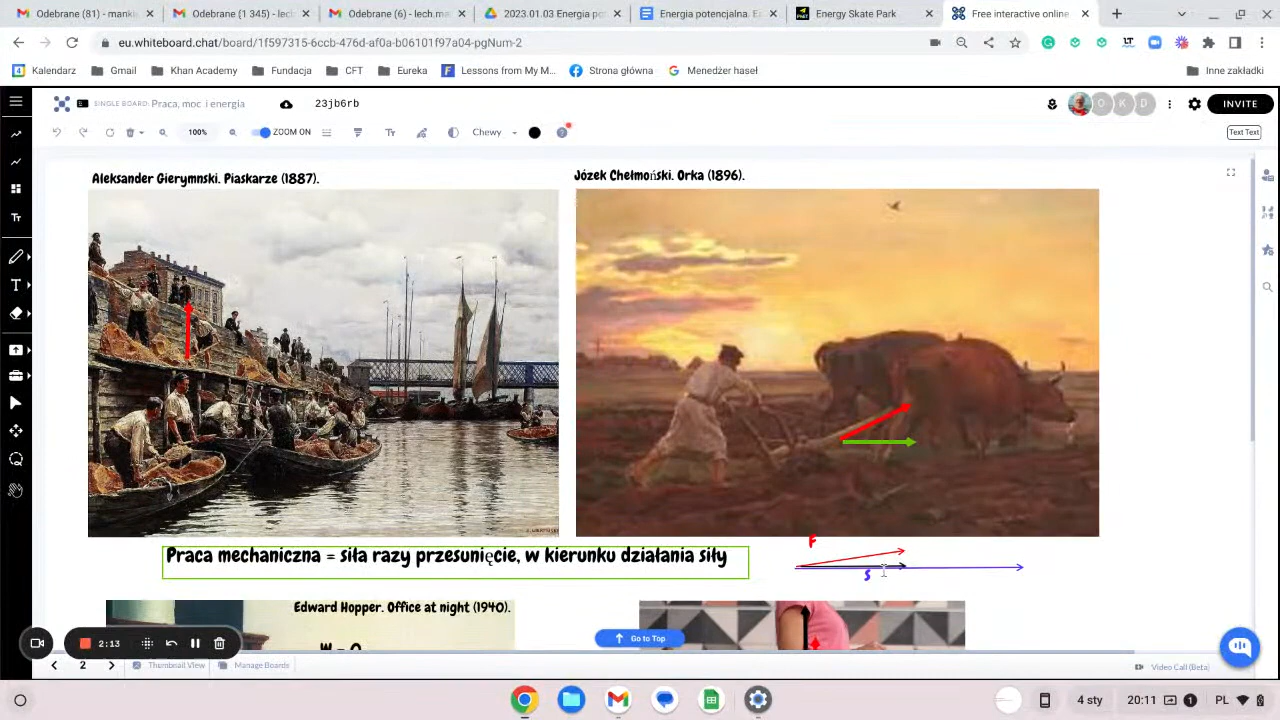 Odebrane (81) - mankie
Odebrane (1 345) - lech
Odebrane (6) - lech.ma
2023.01.03 Energia po
Energia potencjalna. Ex
Energy Skate Park
Free interactive online
eu.whiteboard.chat/board/1f597315-6ccb-476d-af0a-b06101f97a04-pgNum-2
Kalendarz
Gmail
Khan Academy
Fundacja
CFT
Eureka
Lessons from My M...
Strona główna
Menedżer haseł
Inne zakładki
SINGLE BOARD: Praca, moc i energia
23jb6rb
O K D
INVITE
100%
ZOOM ON
Chewy
Text Text
Aleksander Gierymnski. Piaskarze (1887).
Józek Chełmoński. Orka (1896).
F
Praca mechaniczna = siła razy przesunięcie, w kierunku działania siły
S
Edward Hopper. Office at night (1940).
W = 0
2:13
Go to Top
2
Thumbnail View
Manage Boards
Video Call (Beta)
4 sty
20:11
1
PL